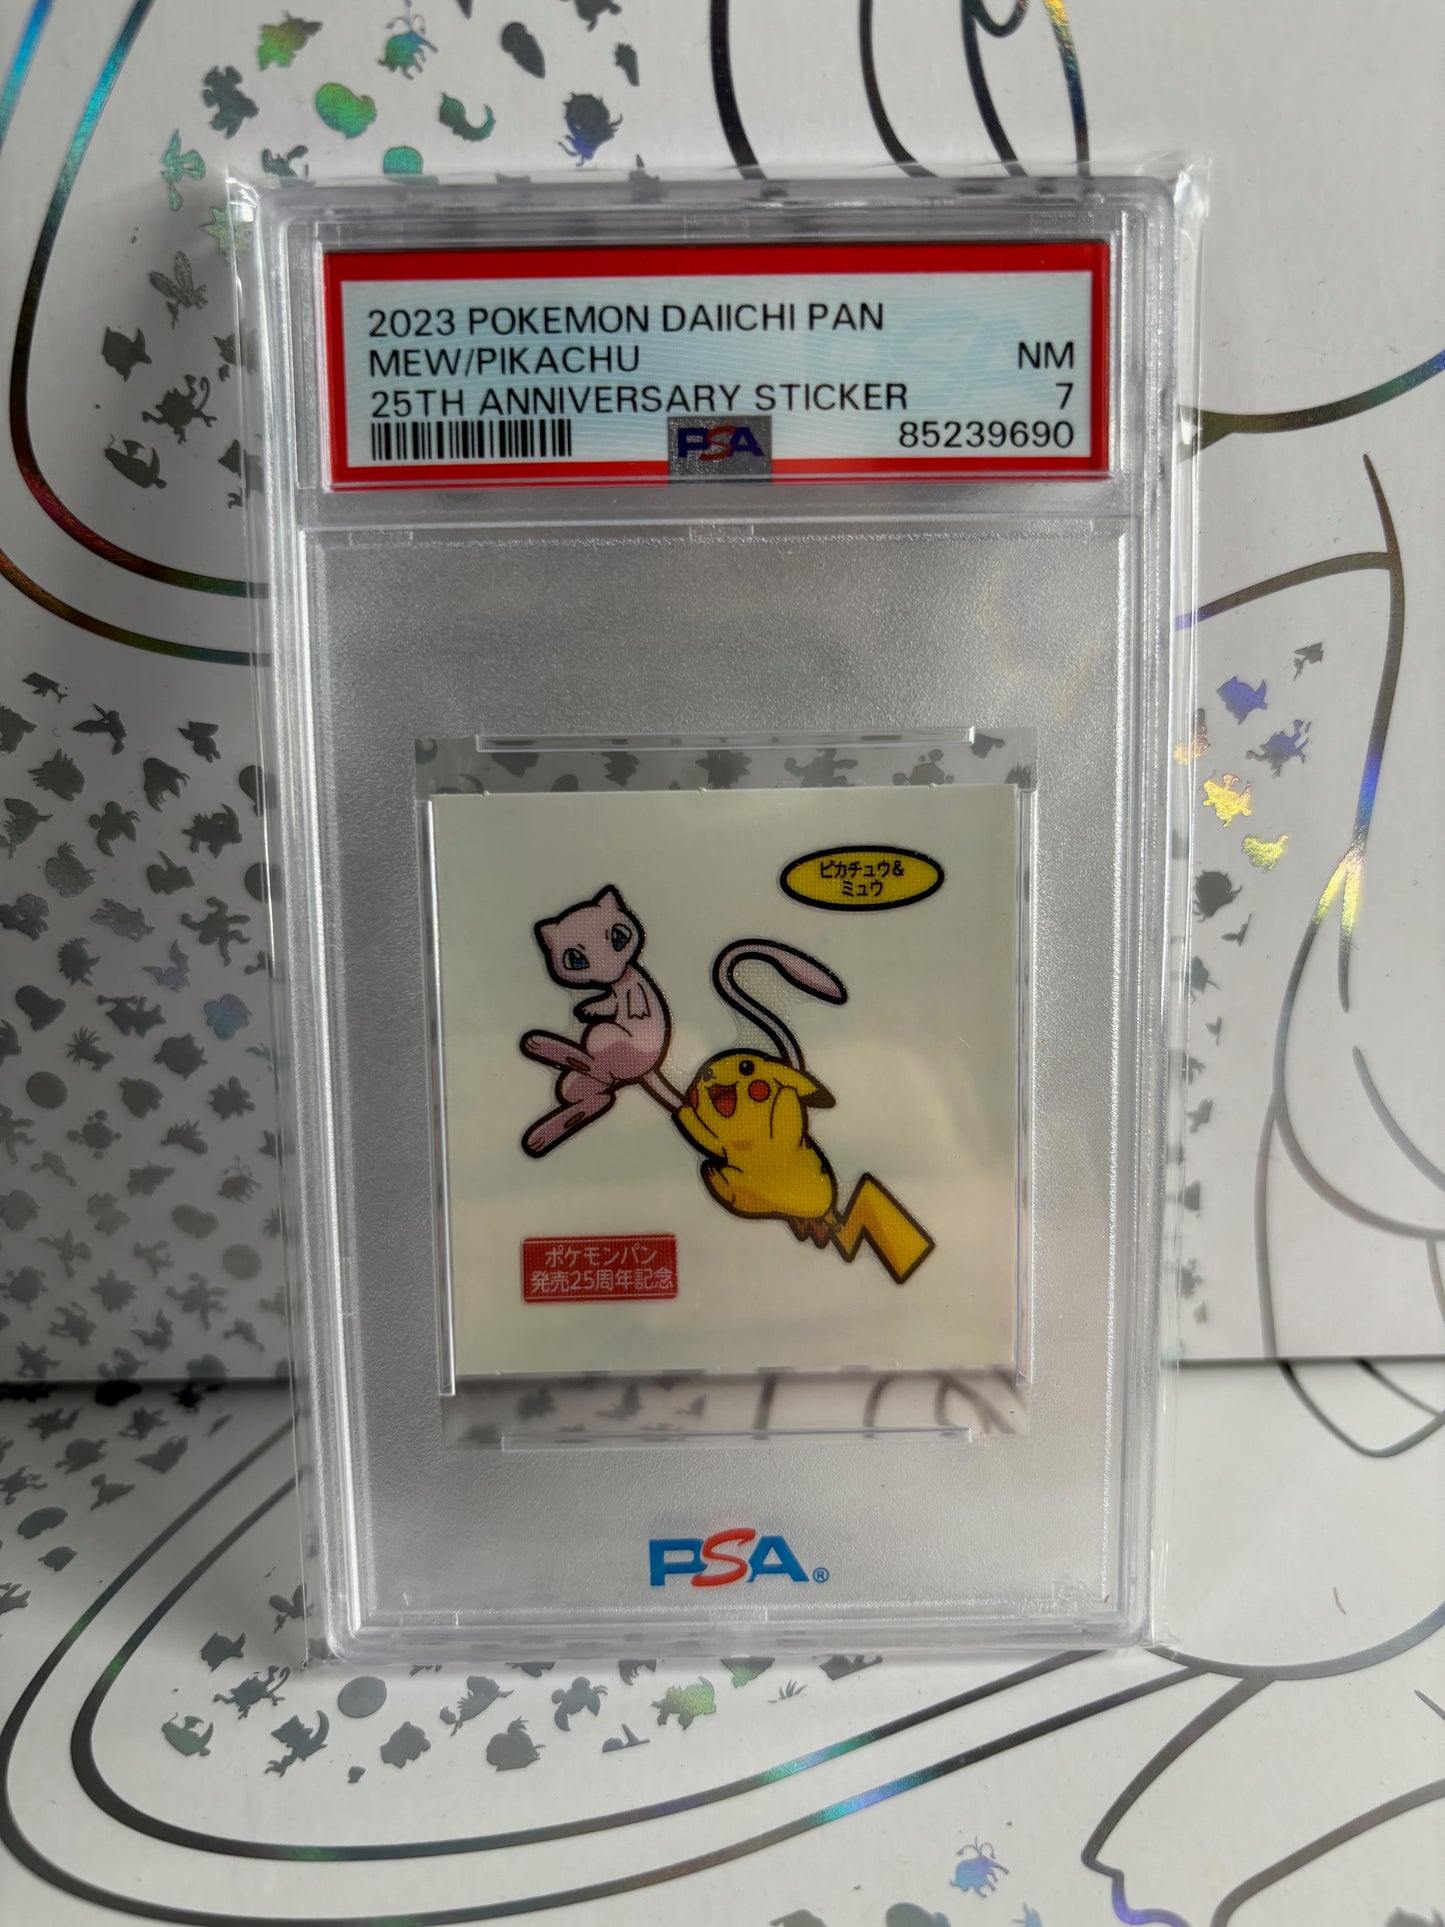 2023 POKEMON DAIICHI PAN
MEW/PIKACHU NM
25TH ANNIVERSARY STICKER 7
PSA 85239690
ピカチュウ&
ミュウ
ポケモンパン
発売25周年記念
PSA®